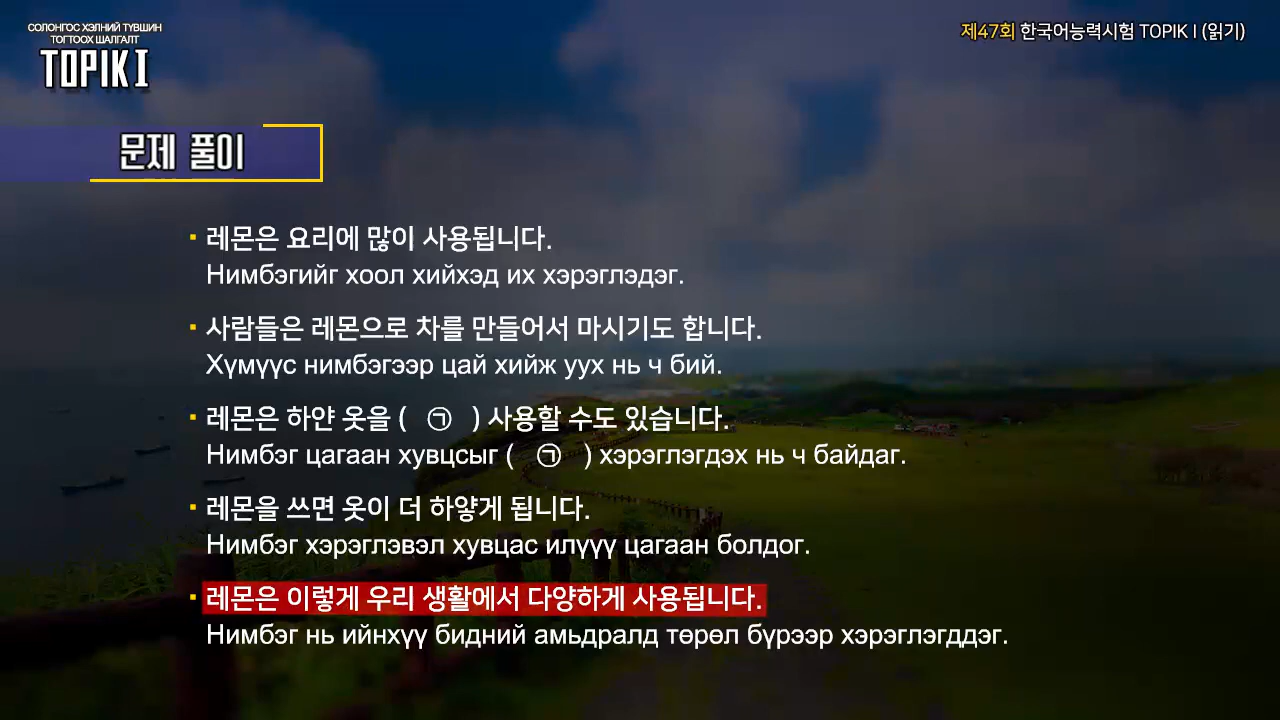 СОЛОНГОС ХЭЛНИЙ ТҮВШИН
ТОГТООХ ШАЛГАЛТ
TOPIK I
제47회 한국어능력시험 TOPIK I (읽기)
문제 풀이
▪ 레몬은 요리에 많이 사용됩니다.
Нимбэгийг хоол хийхэд их хэрэглэдэг.
▪ 사람들은 레몬으로 차를 만들어서 마시기도 합니다.
Хүмүүс нимбэгээр цай хийж уух нь ч бий.
▪ 레몬은 하얀 옷을 ( ㉠ ) 사용할 수도 있습니다.
Нимбэг цагаан хувцсыг ( ㉠ ) хэрэглэгдэх нь ч байдаг.
▪ 레몬을 쓰면 옷이 더 하얗게 됩니다.
Нимбэг хэрэглэвэл хувцас илүүү цагаан болдог.
▪ 레몬은 이렇게 우리 생활에서 다양하게 사용됩니다.
Нимбэг нь ийнхүү бидний амьдралд төрөл бүрээр хэрэглэгддэг.